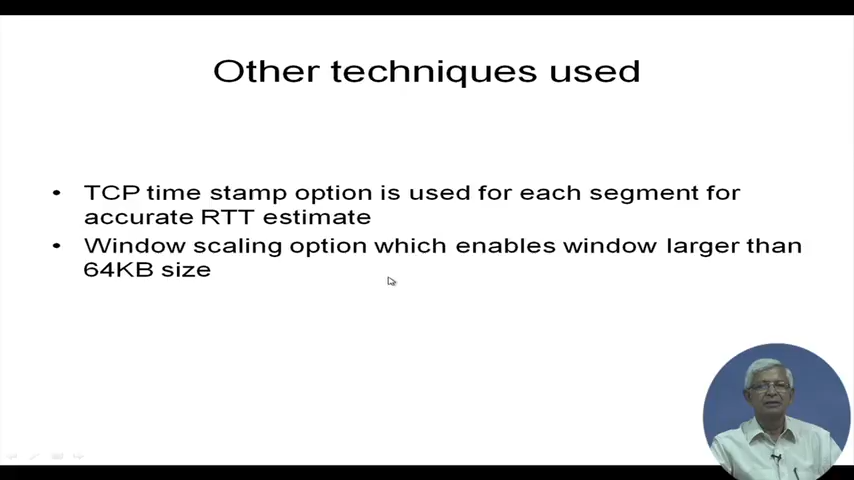 Other techniques used
• TCP time stamp option is used for each segment for
accurate RTT estimate
• Window scaling option which enables window larger than
64KB size